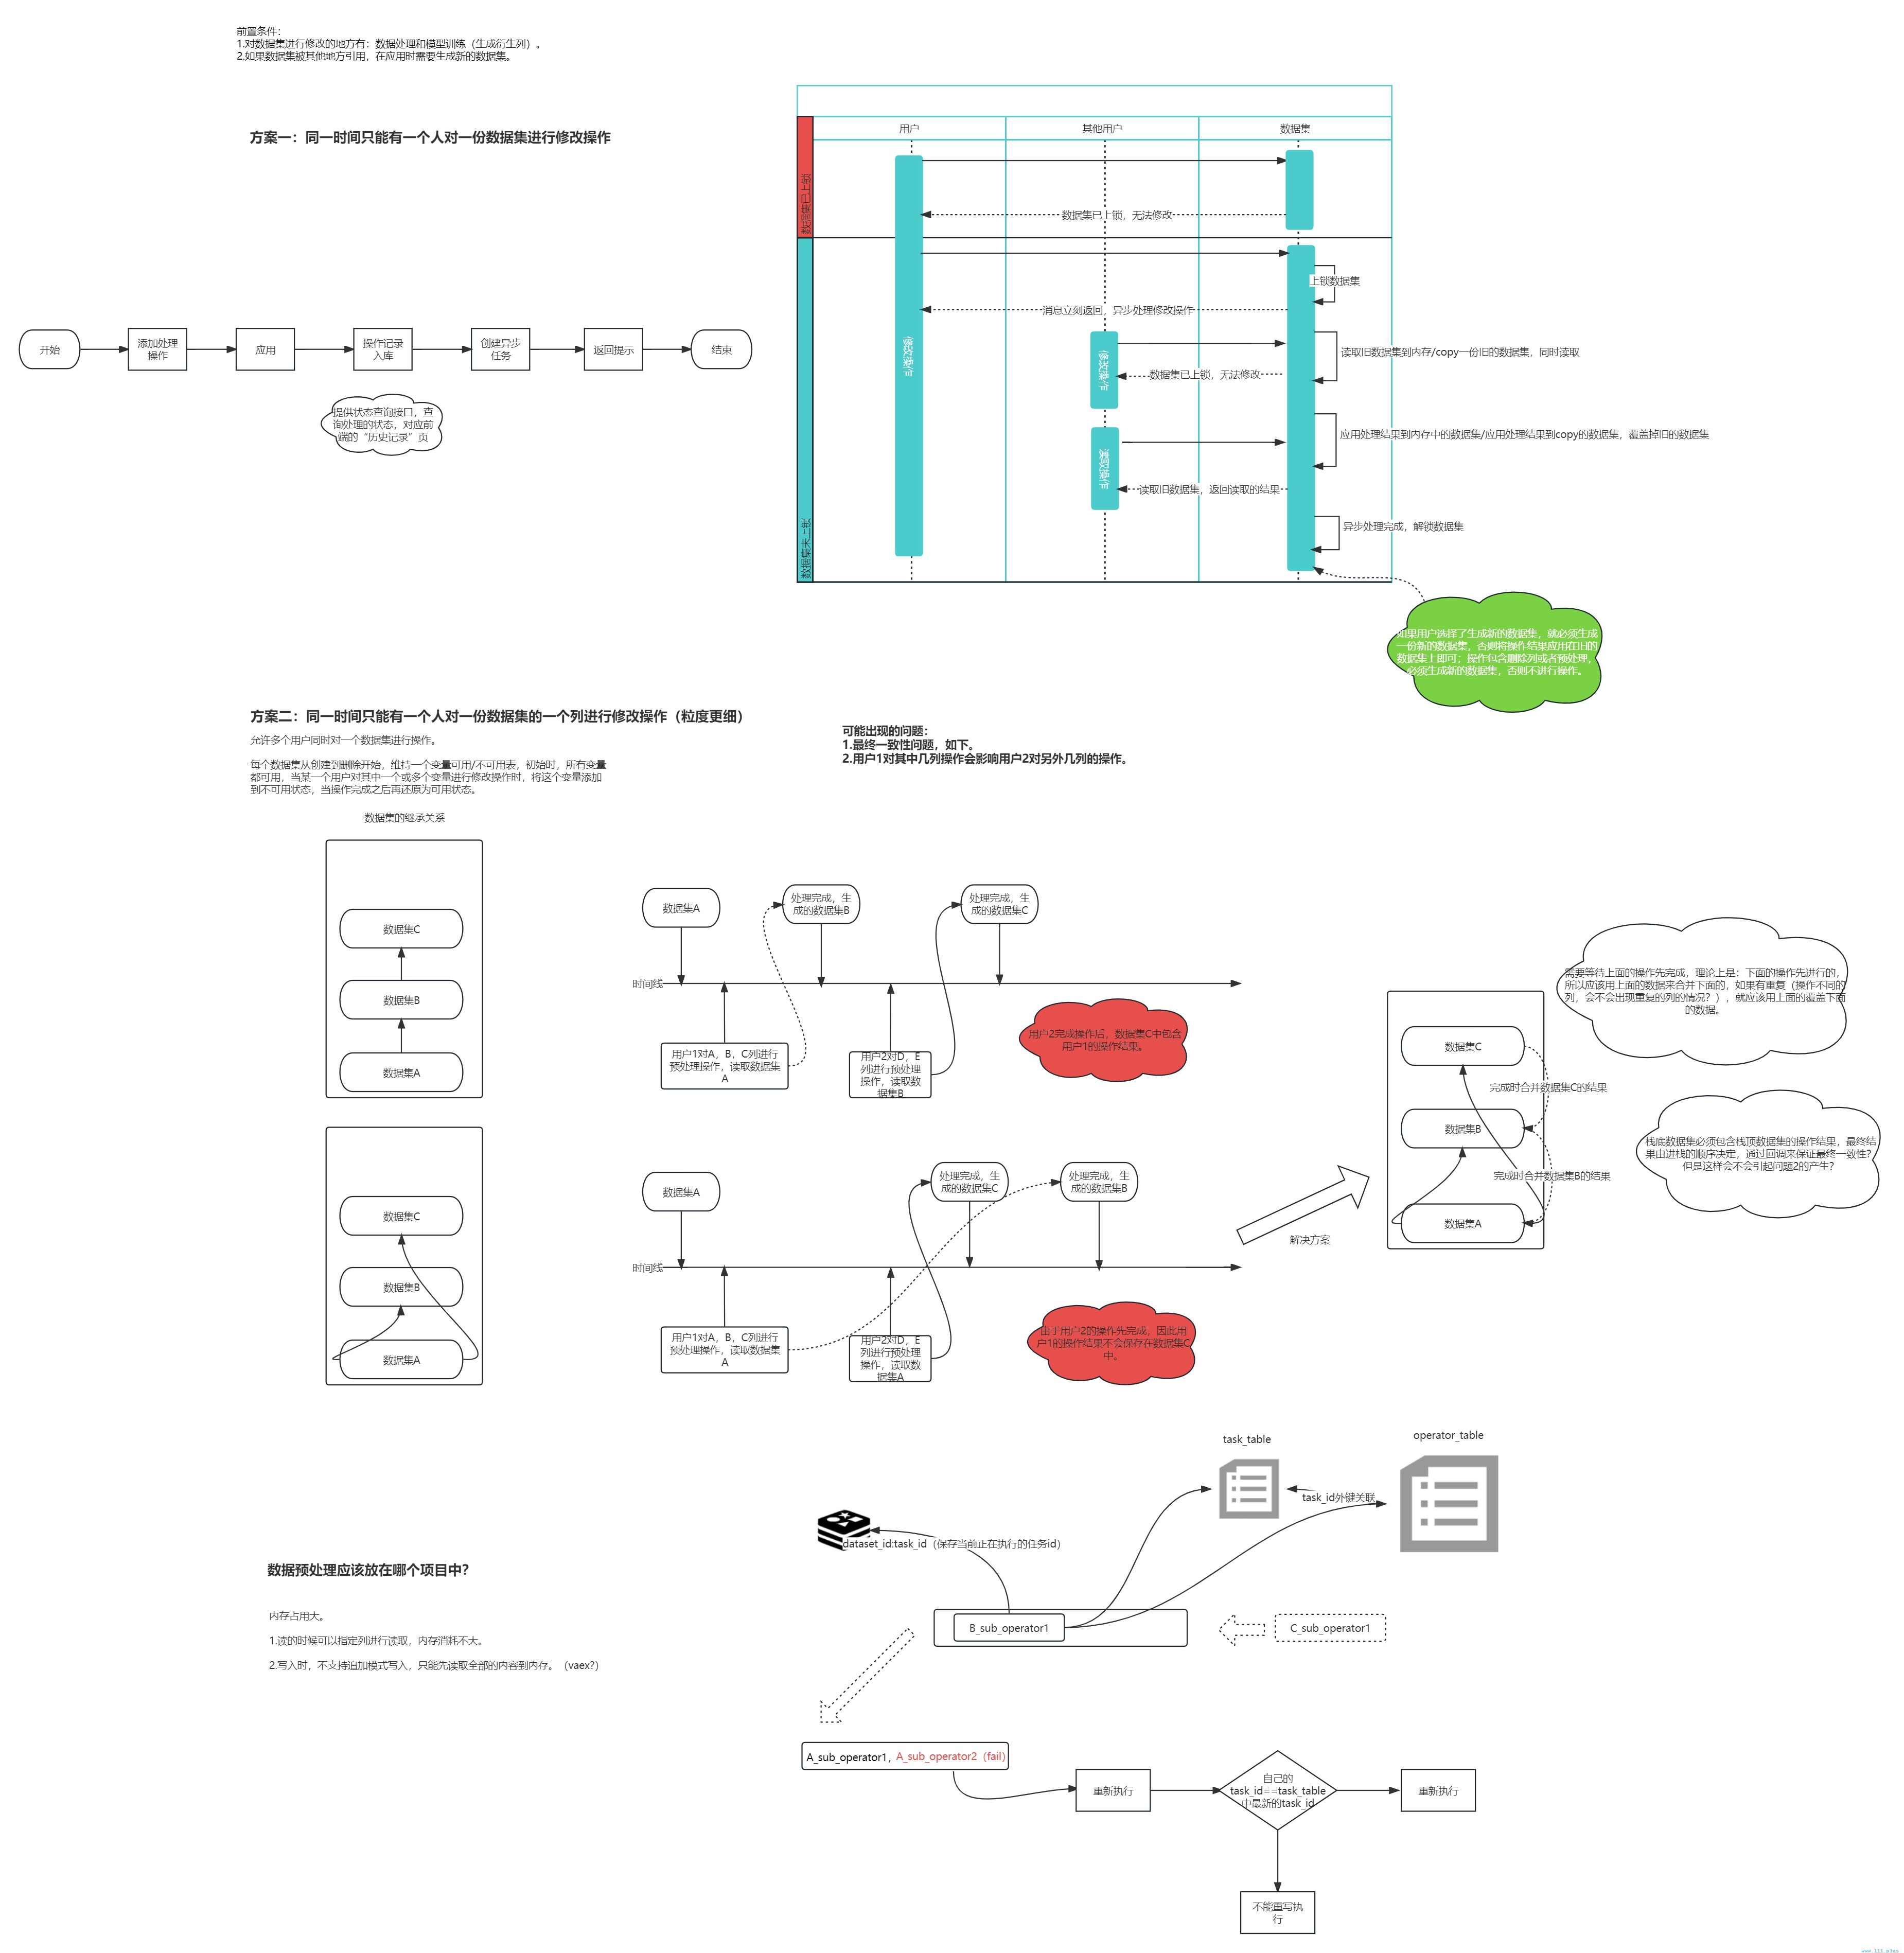 前置条件：
1.对数据集进行修改的地方有：数据处理和模型训练（生成衍生列）。
2.如果数据集被其他地方引用，在应用时需要生成新的数据集。
方案一：同一时间只能有一个人对一份数据集进行修改操作
开始
添加处理
操作
应用
操作记录
入库
创建异步
任务
返回提示
结束
提供状态查询接口，查
询处理的状态，对应前
端的“历史记录”页
用户
其他用户
数据集
数据集已上锁
数据集已上锁，无法修改
数据集未上锁
修改操作
上锁数据集
消息立刻返回，异步处理修改操作
修改操作
读取旧数据集到内存/copy一份旧的数据集，同时读取
数据集已上锁，无法修改
应用处理结果到内存中的数据集/应用处理结果到copy的数据集，覆盖掉旧的数据集
读取操作
读取旧数据集，返回读取的结果
异步处理完成，解锁数据集
如果用户选择了生成新的数据集，就必须生成
一份新的数据集，否则将操作结果应用在旧的
数据集上即可；操作包含删除列或者预处理，
必须生成新的数据集，否则不进行操作。
方案二：同一时间只能有一个人对一份数据集的一个列进行修改操作（粒度更细）
允许多个用户同时对一个数据集进行操作。
每个数据集从创建到删除开始，维持一个变量可用/不可用表，初始时，所有变量
都可用，当某一个用户对其中一个或多个变量进行修改操作时，将这个变量添加
到不可用状态，当操作完成之后再还原为可用状态。
可能出现的问题：
1.最终一致性问题，如下。
2.用户1对其中几列操作会影响用户2对另外几列的操作。
数据集的继承关系
数据集C
数据集B
数据集A
数据集A
处理完成，生
成的数据集B
处理完成，生
成的数据集C
时间线
用户1对A，B，C列进行
预处理操作，读取数据集
A
用户2对D，E
列进行预处理
操作，读取数
据集B
用户2完成操作后，数据集C中包含
用户1的操作结果。
数据集C
数据集B
数据集A
数据集A
处理完成，生
成的数据集C
处理完成，生
成的数据集B
时间线
用户1对A，B，C列进行
预处理操作，读取数据集
A
用户2对D，E
列进行预处理
操作，读取数
据集A
由于用户2的操作先完成，因此用
户1的操作结果不会保存在数据集C
中。
解决方案
数据集C
完成时合并数据集C的结果
数据集B
完成时合并数据集B的结果
数据集A
需要等待上面的操作先完成，理论上是：下面的操作先进行的，
所以应该用上面的数据来合并下面的，如果有重复（操作不同的
列，会不会出现重复的列的情况？），就应该用上面的覆盖下面
的数据。
栈底数据集必须包含栈顶数据集的操作结果，最终结
果由进栈的顺序决定，通过回调来保证最终一致性？
但是这样会不会引起问题2的产生？
数据预处理应该放在哪个项目中？
内存占用大。
1.读的时候可以指定列进行读取，内存消耗不大。
2.写入时，不支持追加模式写入，只能先读取全部的内容到内存。（vaex?）
task_table
operator_table
task_id外键关联
dataset_id:task_id（保存当前正在执行的任务id）
B_sub_operator1
C_sub_operator1
A_sub_operator1，A_sub_operator2（fail）
重新执行
自己的
task_id==task_table
中最新的task_id
重新执行
不能重写执
行